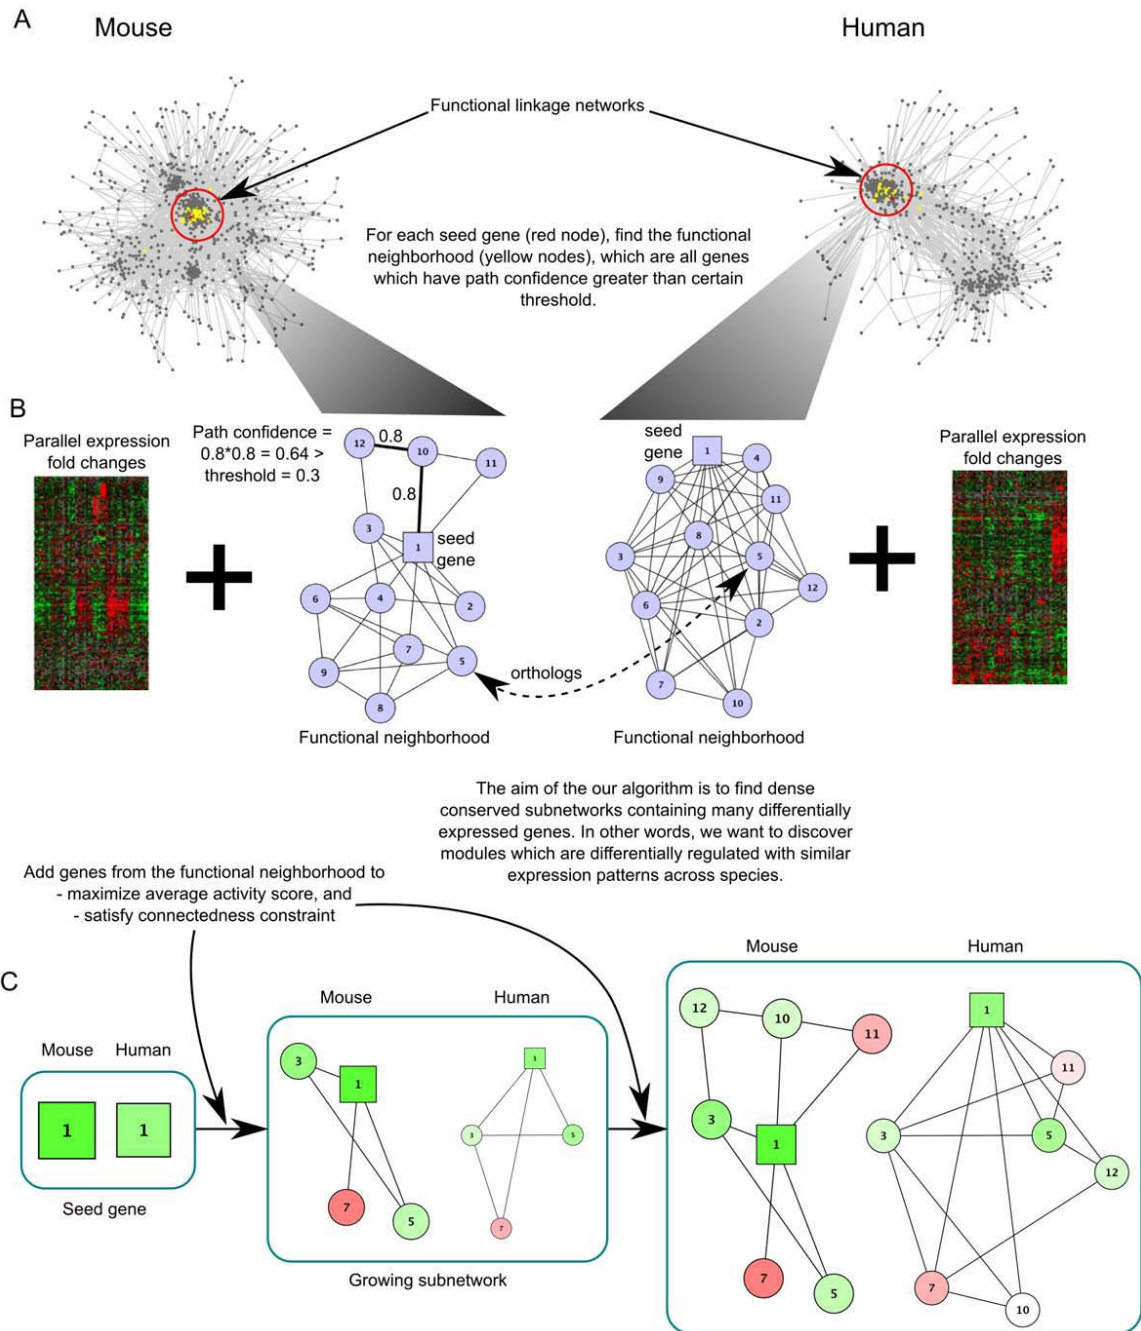 A
Mouse
Human
Functional linkage networks
For each seed gene (red node), find the functional
neighborhood (yellow nodes), which are all genes
which have path confidence greater than certain
threshold.
B
Parallel expression
fold changes
Path confidence =
0.8*0.8 = 0.64 >
threshold = 0.3
12
0.8
10
11
0.8
3
1
seed
gene
6
4
2
7
5
9
8
Functional neighborhood
orthologs
seed
gene
1
4
9
11
8
3
5
12
6
2
7
10
Functional neighborhood
Parallel expression
fold changes
The aim of the our algorithm is to find dense
conserved subnetworks containing many differentially
expressed genes. In other words, we want to discover
modules which are differentially regulated with similar
expression patterns across species.
Add genes from the functional neighborhood to
- maximize average activity score, and
- satisfy connectedness constraint
C
Mouse
Human
1
1
Seed gene
Mouse
Human
3
1
7
5
1
3
5
7
Growing subnetwork
Mouse
Human
12
10
11
3
1
7
5
1
11
3
5
12
7
10